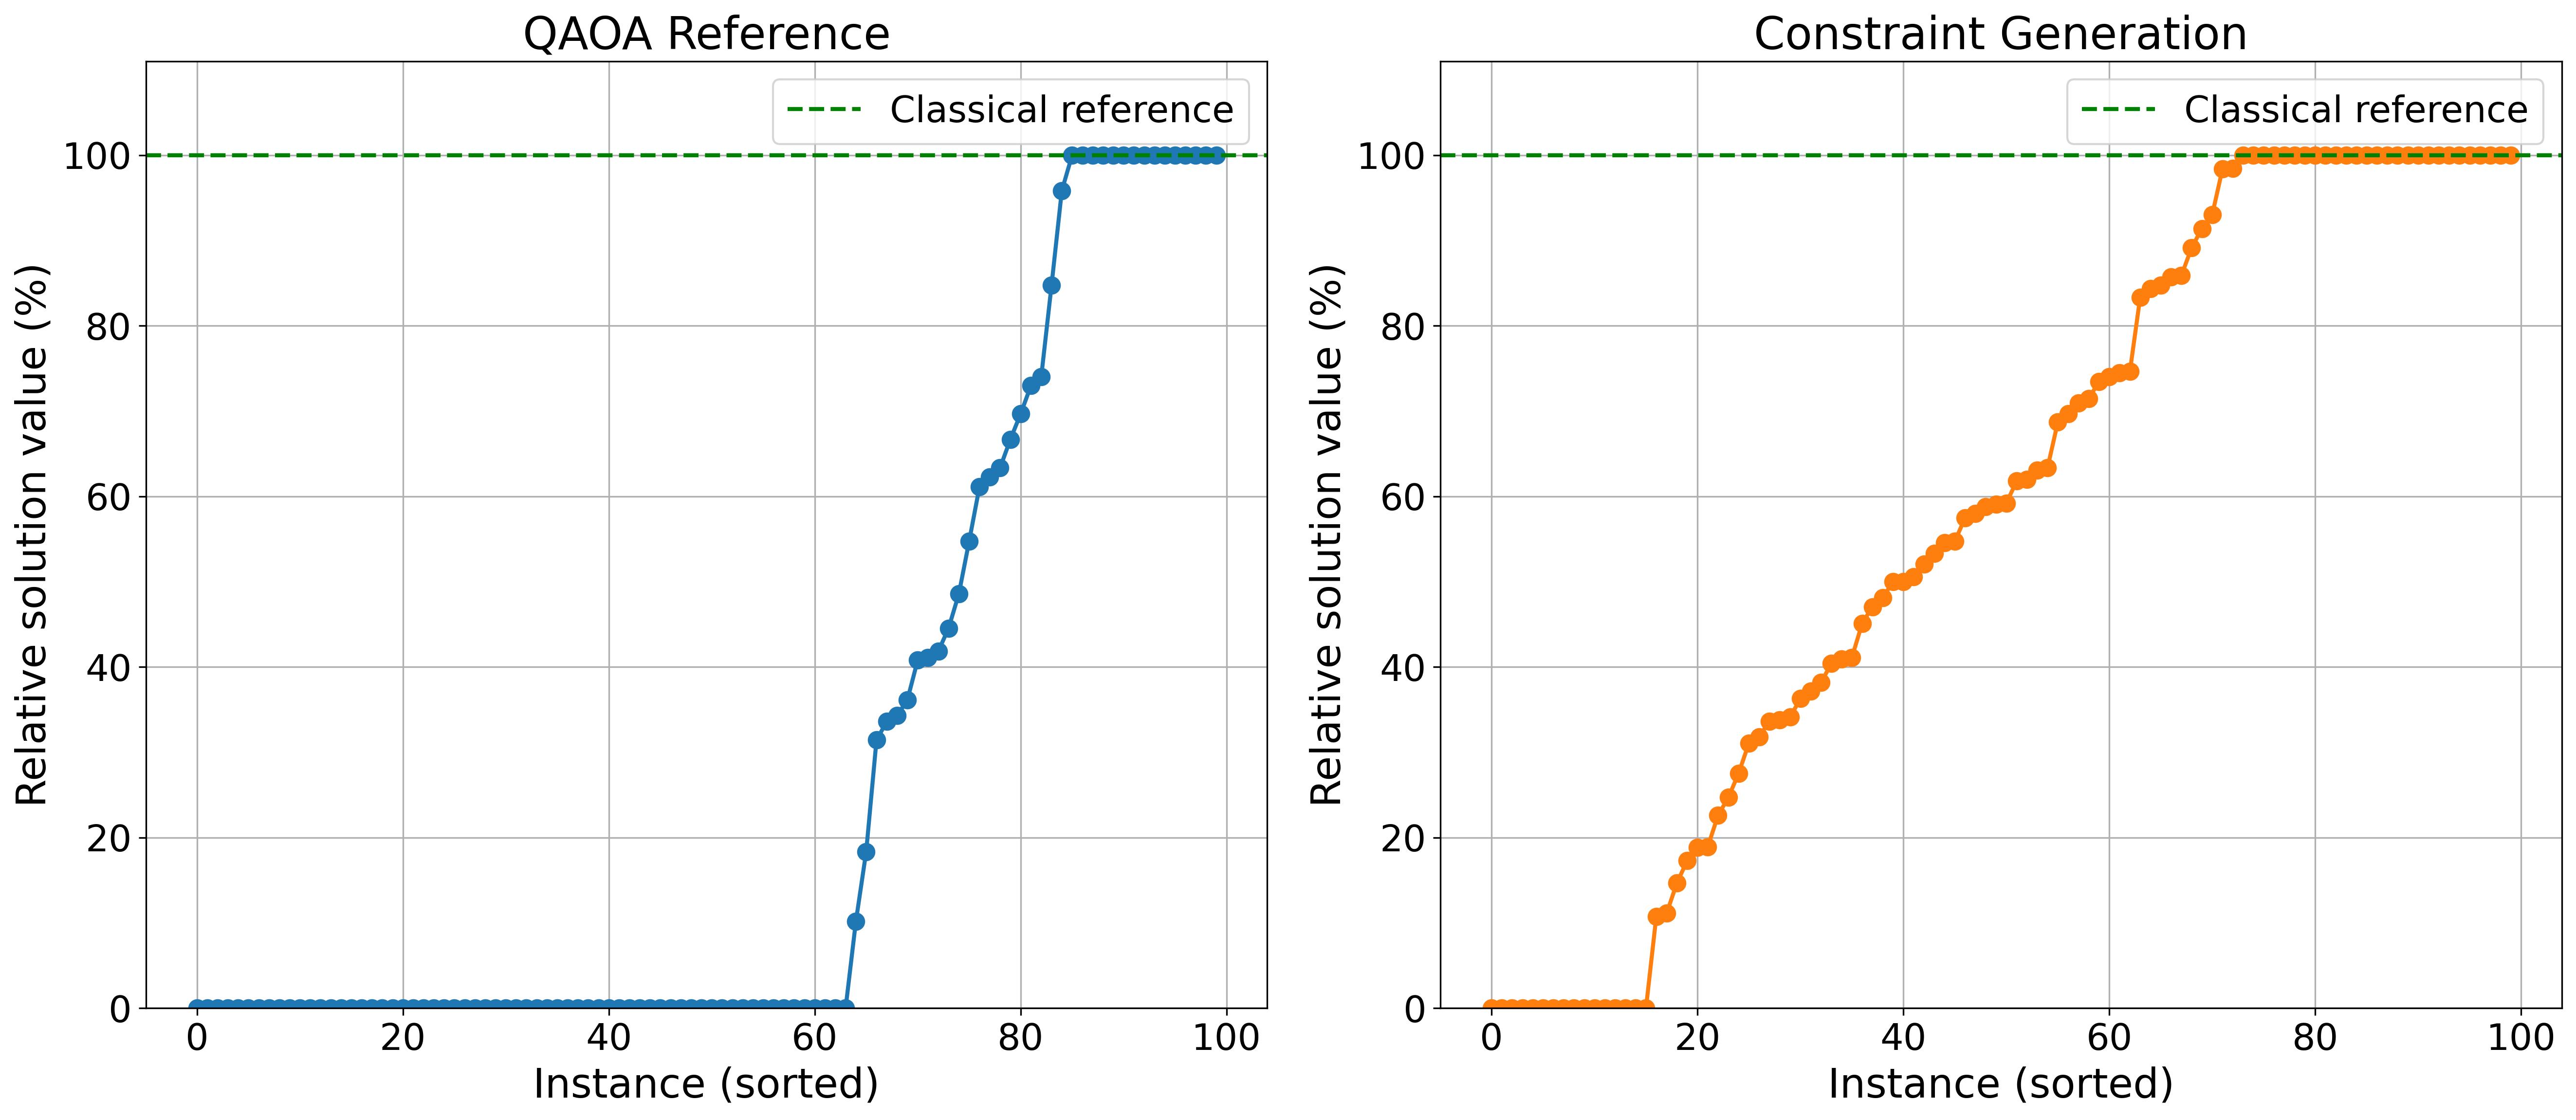 QAOA Reference
Classical reference
100
80
60
40
20
0
Relative solution value (%)
0 20 40 60 80 100
Instance (sorted)
Constraint Generation
Classical reference
100
80
60
40
20
0
Relative solution value (%)
0 20 40 60 80 100
Instance (sorted)